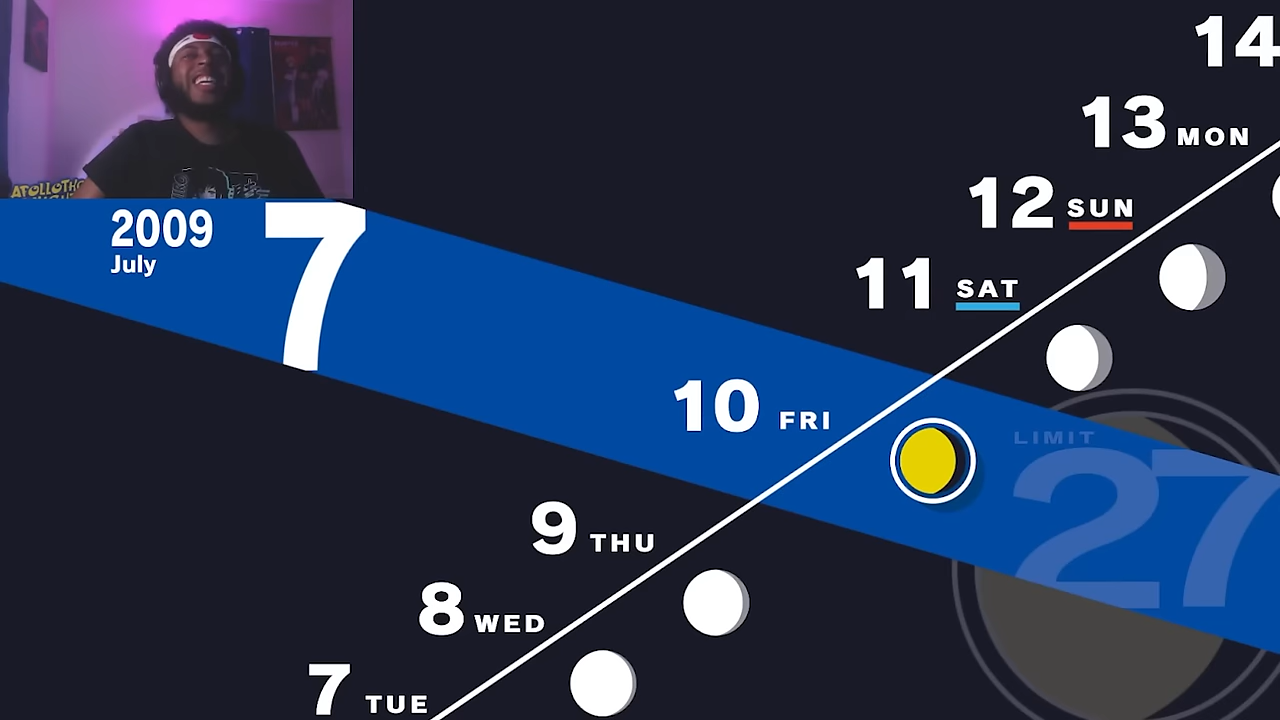 2009
July
7
14
13 MON
12 SUN
11 SAT
10 FRI
LIMIT
27
9 THU
8 WED
7 TUE